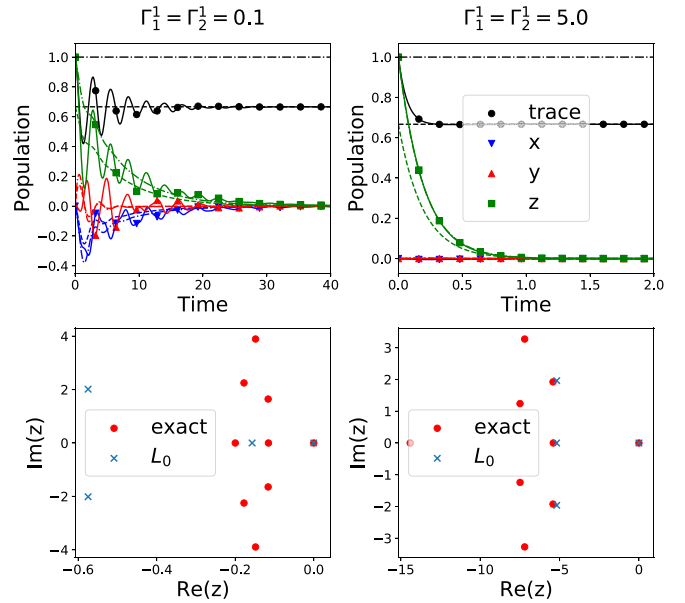 Γ₁¹ = Γ₂¹ = 0.1
Γ₁¹ = Γ₂¹ = 5.0
Population
1.0
0.8
0.6
0.4
0.2
0.0
−0.2
−0.4
0
10
20
30
40
Time
Population
1.0
0.8
0.6
0.4
0.2
0.0
trace
x
y
z
0.0
0.5
1.0
1.5
2.0
Time
Im(z)
4
2
0
−2
−4
exact
L₀
−0.6
−0.4
−0.2
0.0
Re(z)
Im(z)
3
2
1
0
−1
−2
−3
exact
L₀
−15
−10
−5
0
Re(z)